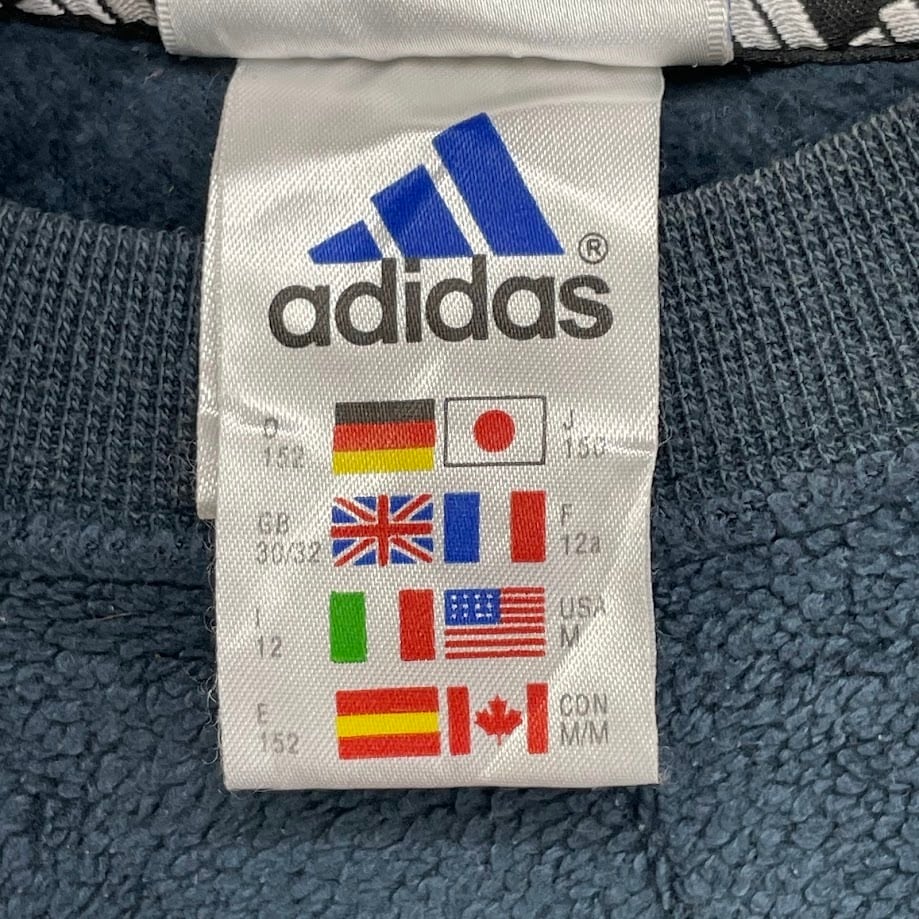 adidas®
D
152
J
150
GB
30/32
F
12a
I
12
USA
M
E
152
CDN
M/M